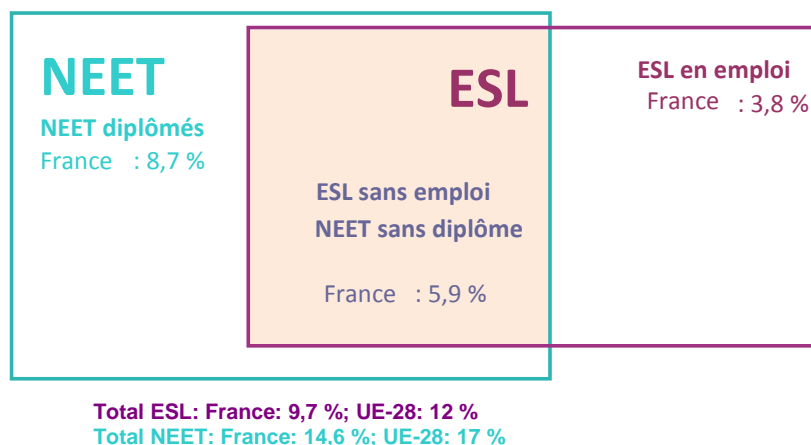 NEET
NEET diplômés
France : 8,7 %
ESL
ESL sans emploi
NEET sans diplôme
France : 5,9 %
ESL en emploi
France : 3,8 %
Total ESL: France: 9,7 %; UE-28: 12 %
Total NEET: France: 14,6 %; UE-28: 17 %